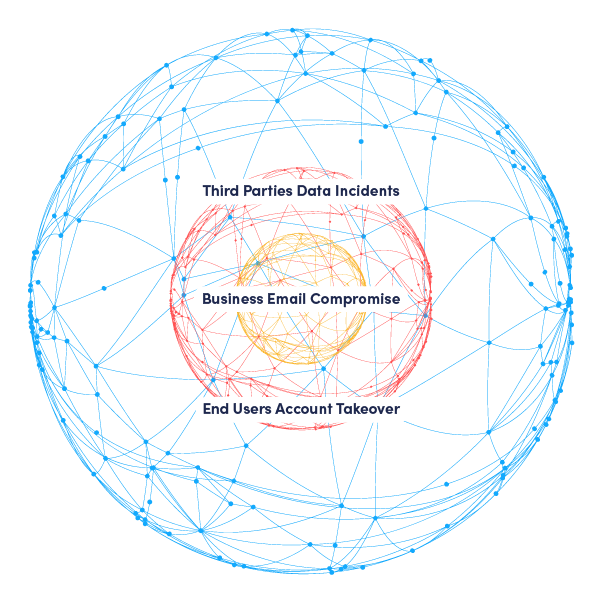 Third Parties Data Incidents
Business Email Compromise
End Users Account Takeover